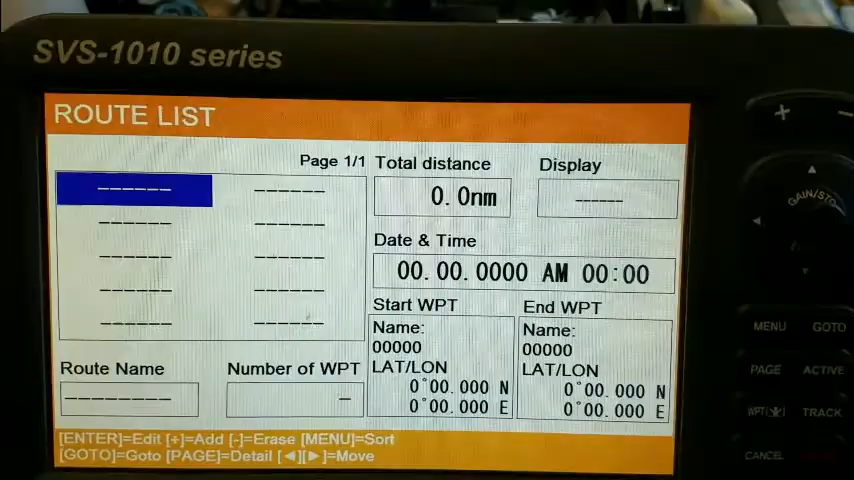 SVS-1010 series
ROUTE LIST
Page 1/1
Total distance
Display
------ ------
0.0nm
------
------ ------
Date & Time
------ ------
00.00.0000 AM 00:00
------ ------
Start WPT
End WPT
------ ------
Name:
Name:
00000
00000
Route Name
Number of WPT
LAT/LON
LAT/LON
--------
-
0°00.000 N
0°00.000 N
0°00.000 E
0°00.000 E
[ENTER]=Edit [+]=Add [-]=Erase [MENU]=Sort
[GOTO]=Goto [PAGE]=Detail [◄][►]=Move
+
-
GAIN/STC
MENU
GOTO
PAGE
ACTIVE
WPT
TRACK
CANCEL